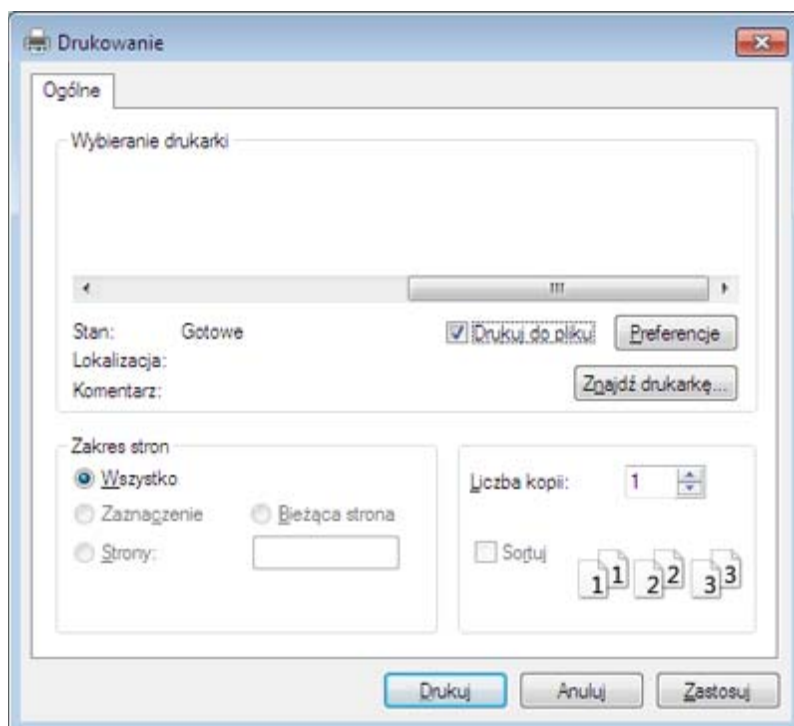 Drukowanie
Ogólne
Wybieranie drukarki
Stan: Gotowe
Drukuj do pliku
Preferencje
Lokalizacja:
Komentarz:
Znajdź drukarkę...
Zakres stron
Wszystko
Zaznaczenie
Bieżąca strona
Strony:
Liczba kopii: 1
Sortuj
1 1 2 2 3 3
Drukuj
Anuluj
Zastosuj